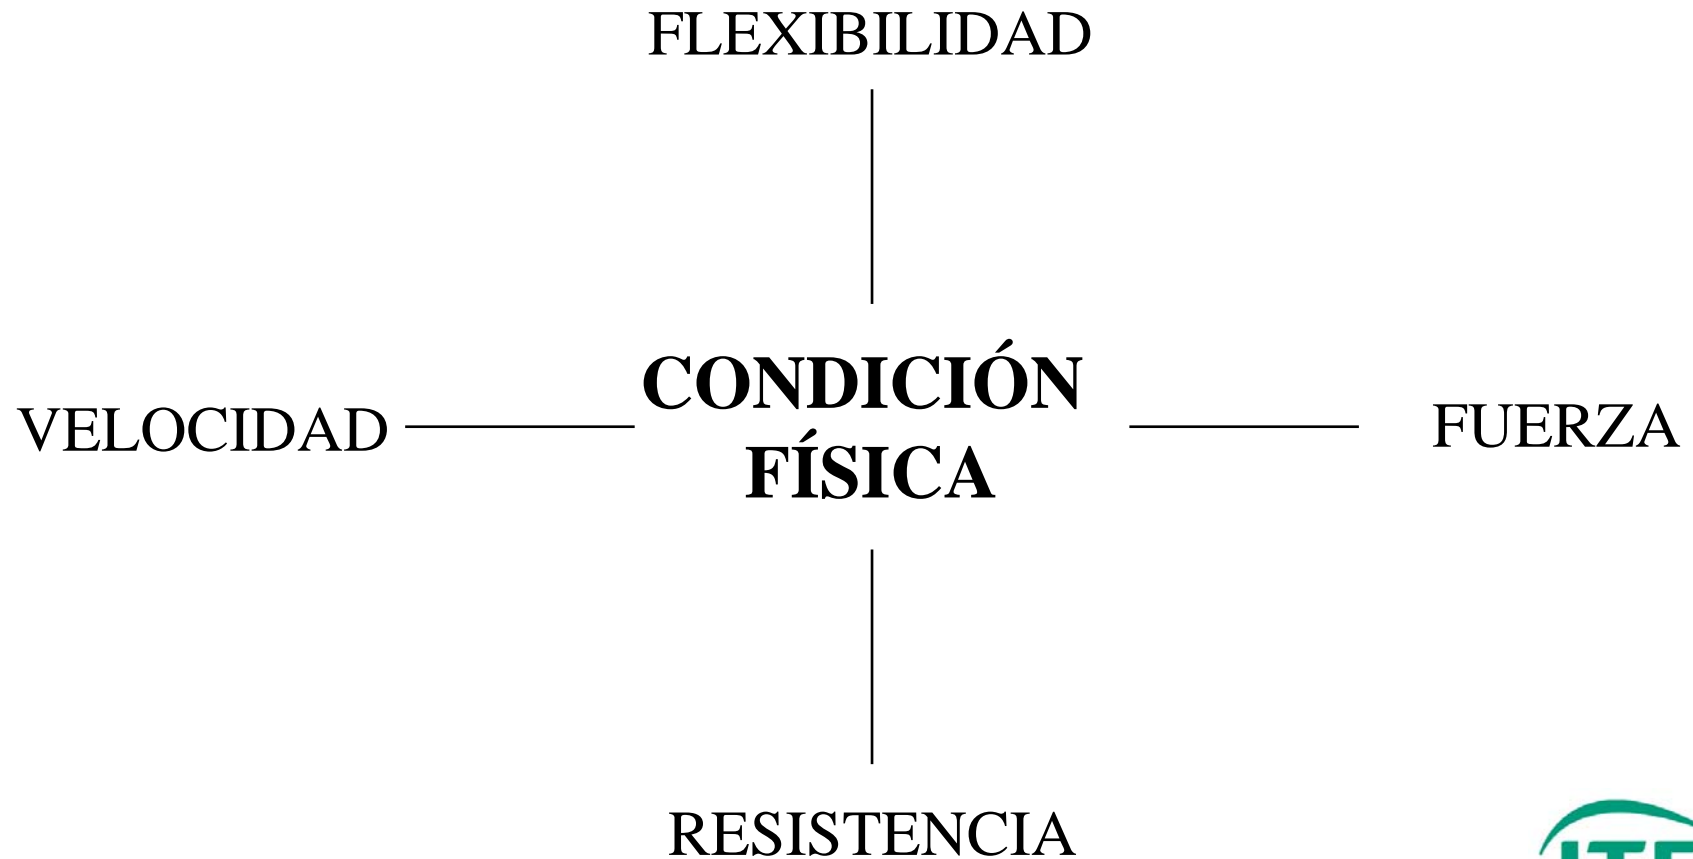 FLEXIBILIDAD
VELOCIDAD
CONDICIÓN
FÍSICA
FUERZA
RESISTENCIA